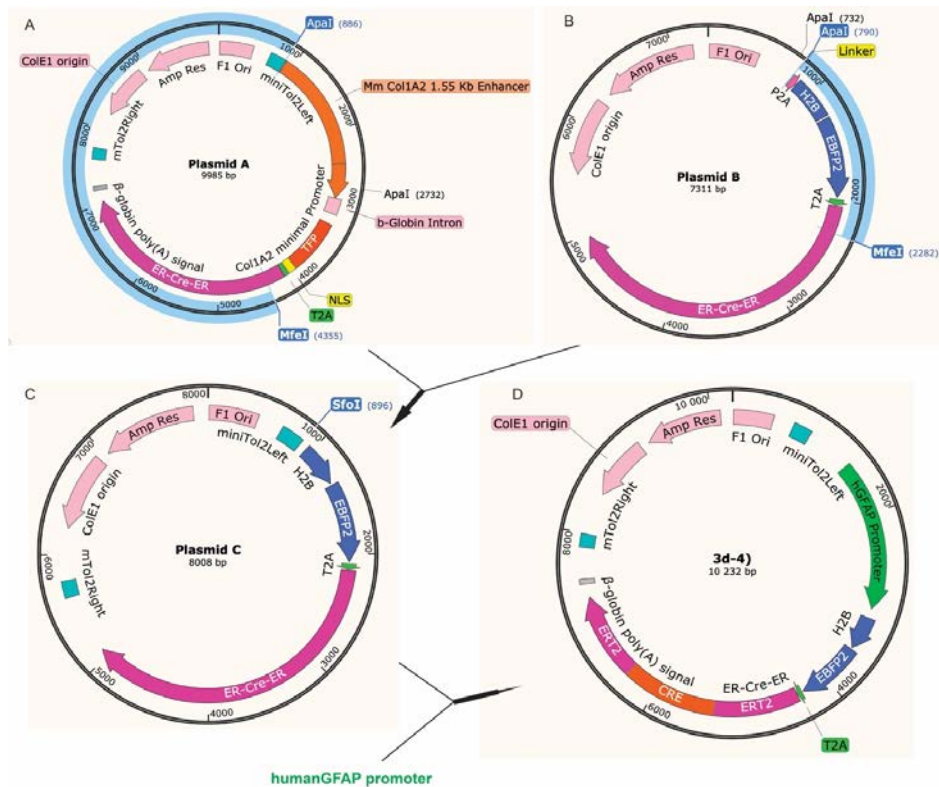 A
ApaI (886)
ColE1 origin
9000
Amp Res
F1 Ori
1000
miniTol2Left
Mm Col1A2 1.55 Kb Enhancer
2000
8000
mTol2Right
Plasmid A
9985 bp
ApaI (2732)
3000
b-Globin Intron
β-globin poly(A) signal
Col1A2 minimal Promoter
7000
TFP
ER-Cre-ER
4000
NLS
T2A
6000
5000
MfeI (4355)
B
ApaI (732)
ApaI (790)
Linker
7000
F1 Ori
Amp Res
1000
P2A
H2B
6000
ColE1 origin
EBFP2
Plasmid B
7311 bp
T2A
2000
MfeI (2282)
5000
ER-Cre-ER
3000
4000
C
8000
SfoI (896)
F1 Ori
Amp Res
1000
7000
miniTol2Left
H2B
ColE1 origin
EBFP2
Plasmid C
8008 bp
2000
T2A
6000
mTol2Right
ER-Cre-ER
3000
5000
4000
D
10 000
ColE1 origin
Amp Res
F1 Ori
miniTol2Left
2000
hGFAP Promoter
8000
mTol2Right
3d-4)
10 232 bp
β-globin poly(A) signal
H2B
EBFP2
4000
ERT2
ER-Cre-ER
CRE
ERT2
6000
T2A
humanGFAP promoter